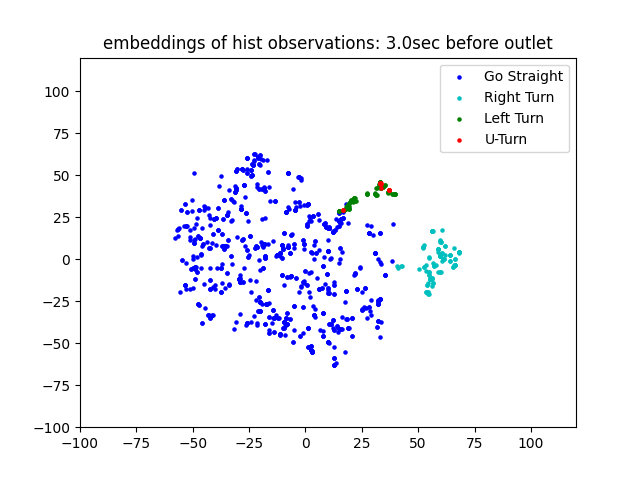 embeddings of hist observations: 3.0sec before outlet
Go Straight
Right Turn
Left Turn
U-Turn
100
75
50
25
0
−25
−50
−75
−100
−100 −75 −50 −25 0 25 50 75 100